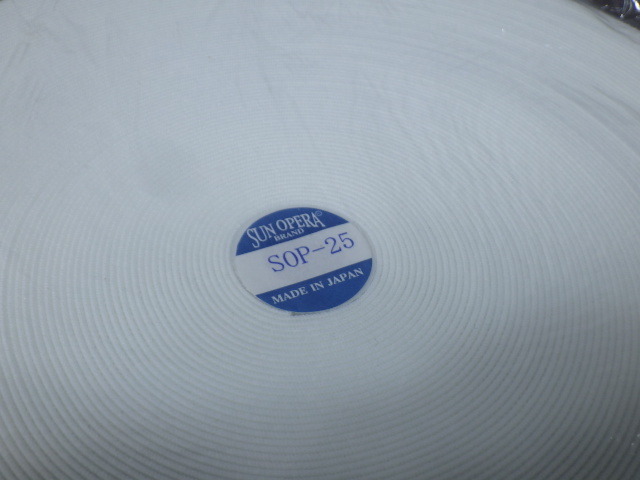 SUN OPERA
BRAND
SOP-25
MADE IN JAPAN